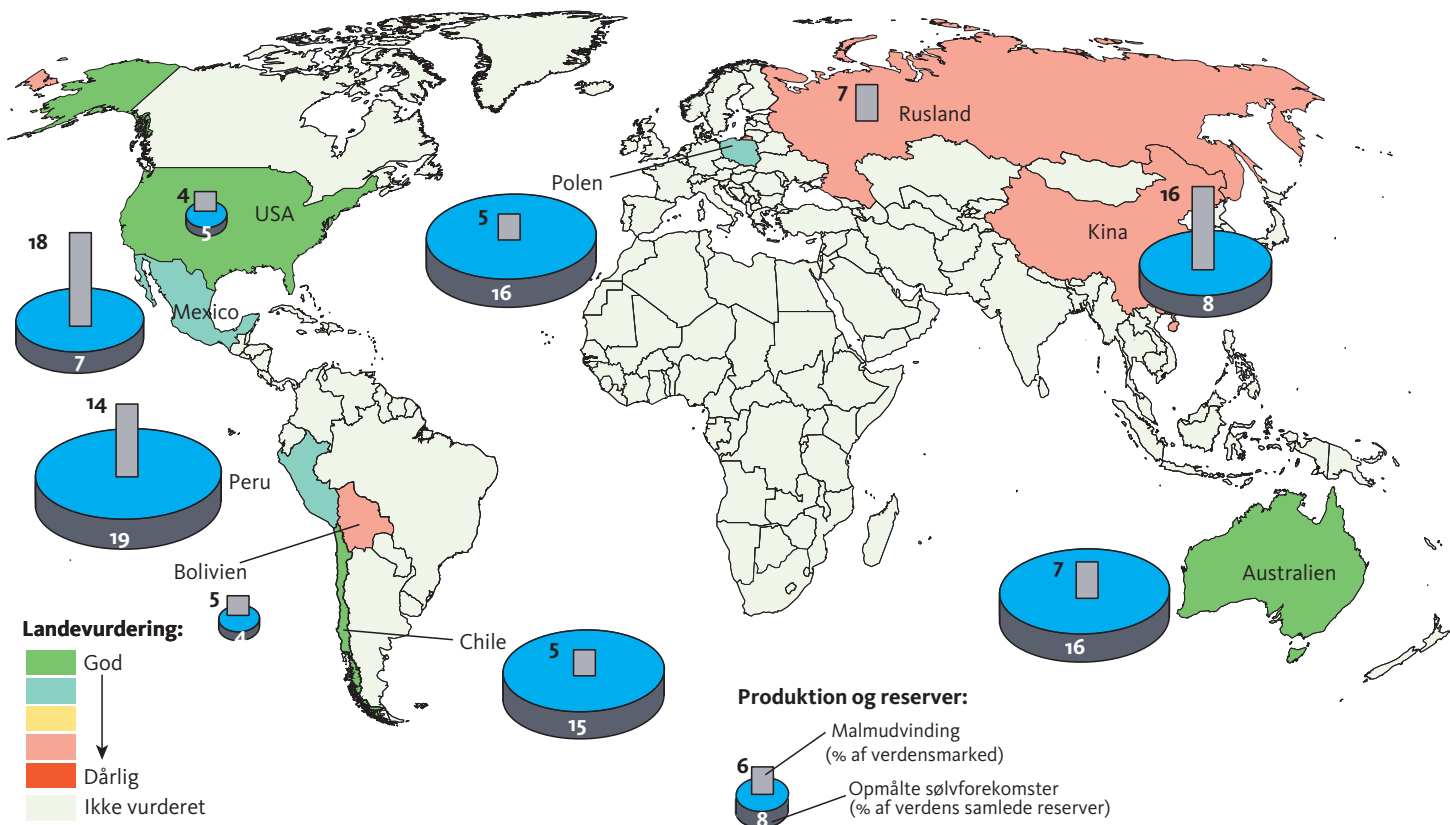 7
Rusland
Polen
4
USA
5
5
16
16
Kina
8
18
Mexico
7
14
Peru
19
Bolivien
5
4
Chile
5
15
7
Australien
16
Landevurdering:
God
Dårlig
Ikke vurderet
Produktion og reserver:
Malmudvinding
(% af verdensmarked)
6
Opmålte sølvforekomster
(% af verdens samlede reserver)
8